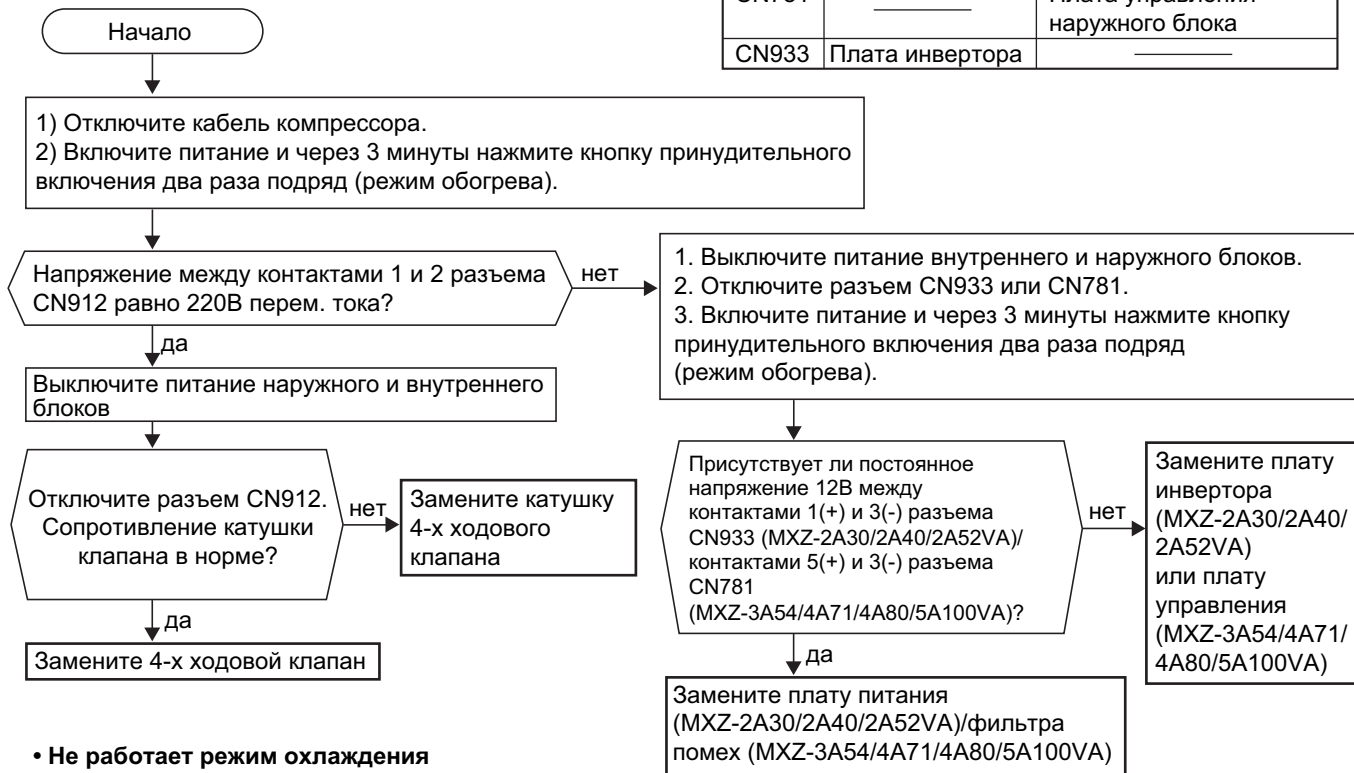 CN781
Плата управления
наружного блока
CN933 Плата инвертора
Начало
1) Отключите кабель компрессора.
2) Включите питание и через 3 минуты нажмите кнопку принудительного
включения два раза подряд (режим обогрева).
Напряжение между контактами 1 и 2 разъема
CN912 равно 220В перем. тока?
нет
1. Выключите питание внутреннего и наружного блоков.
2. Отключите разъем CN933 или CN781.
3. Включите питание и через 3 минуты нажмите кнопку
принудительного включения два раза подряд
(режим обогрева).
да
Выключите питание наружного и внутреннего
блоков
Отключите разъем CN912.
Сопротивление катушки
клапана в норме?
нет
Замените катушку
4-х ходового
клапана
да
Замените 4-х ходовой клапан
Присутствует ли постоянное
напряжение 12В между
контактами 1(+) и 3(-) разъема
CN933 (MXZ-2A30/2A40/2A52VA)/
контактами 5(+) и 3(-) разъема
CN781
(MXZ-3A54/4A71/4A80/5A100VA)?
нет
Замените плату
инвертора
(MXZ-2A30/2A40/
2A52VA)
или плату
управления
(MXZ-3A54/4A71/
4A80/5A100VA)
да
Замените плату питания
(MXZ-2A30/2A40/2A52VA)/фильтра
помех (MXZ-3A54/4A71/4A80/5A100VA)
• Не работает режим охлаждения